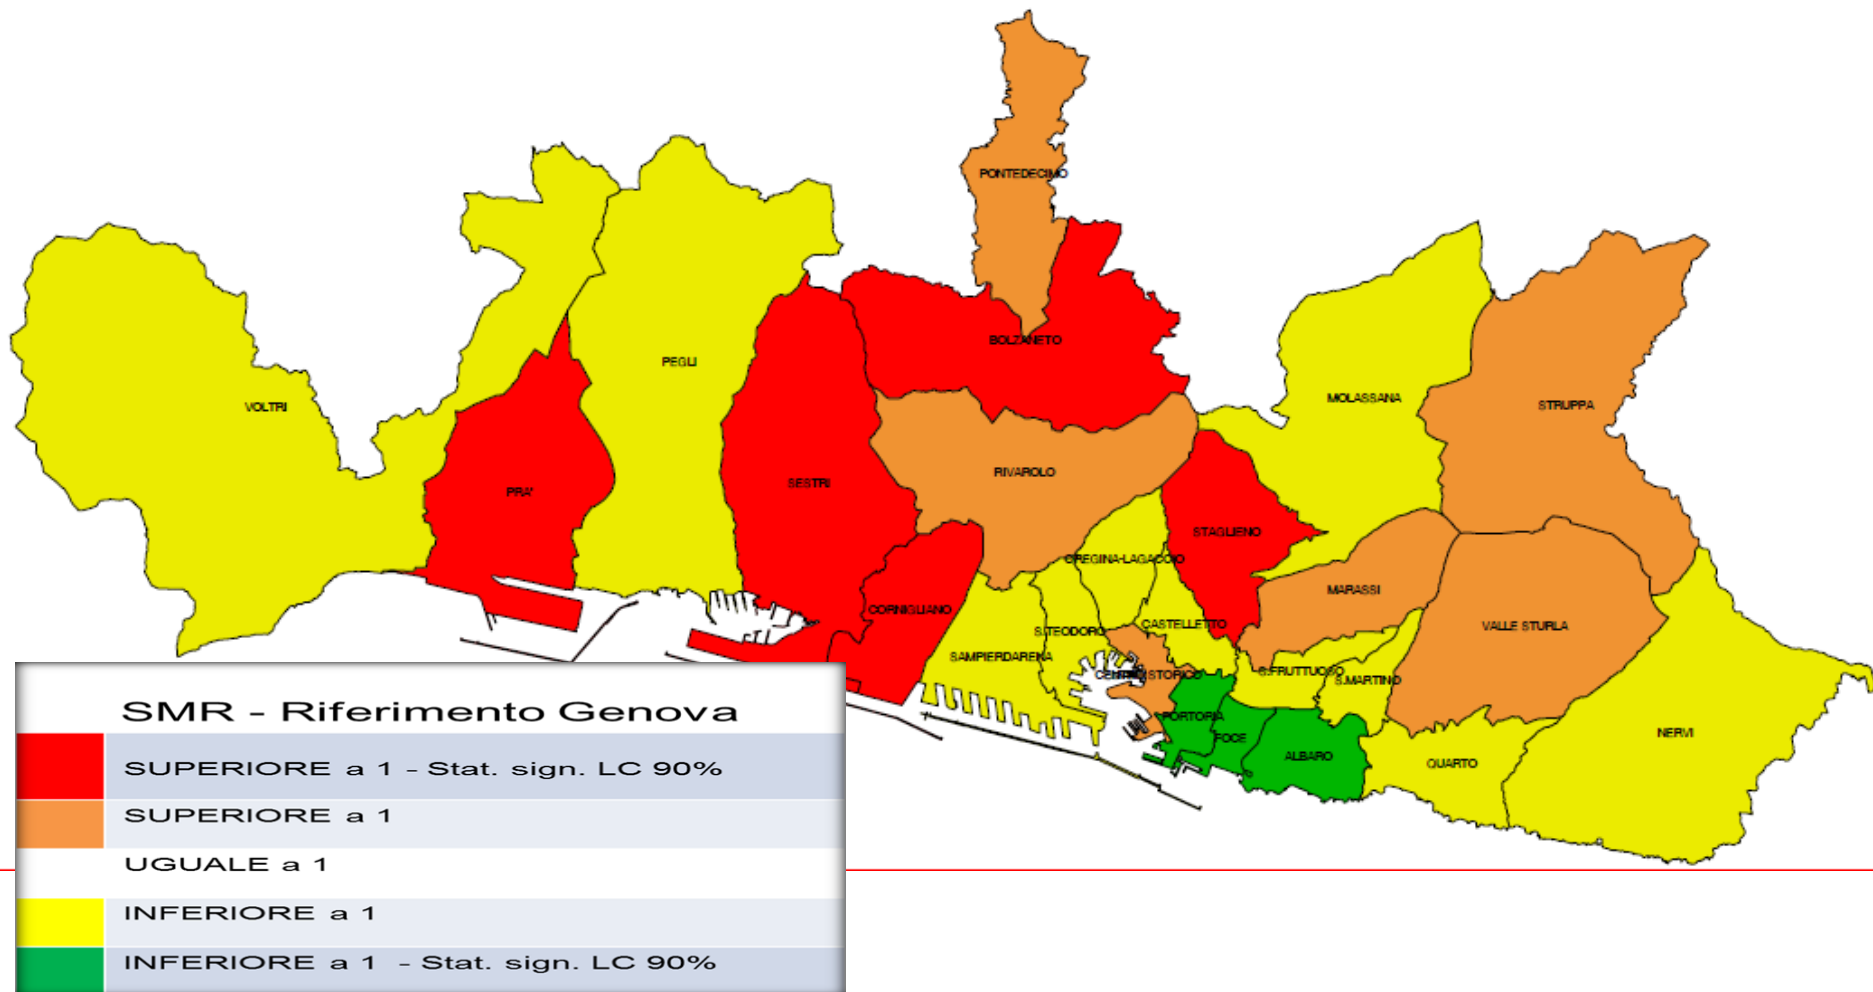 PONTEDECIMO
BOLZANETO
PEGLI
MOLASSANA
STRUPPA
VOLTRI
RIVAROLO
SESTRI
PRA'
STAGLIENO
OREGINA-LAGACCIO
MARASSI
CORNIGLIANO
CASTELLETTO
VALLE STURLA
S.TEODORO
SAMPIERDARENA
S.FRUTTUOSO
CENTRO STORICO
S.MARTINO
PORTORIA
FOCE
NERVI
ALBARO
QUARTO
SMR - Riferimento Genova
SUPERIORE a 1 - Stat. sign. LC 90%
SUPERIORE a 1
UGUALE a 1
INFERIORE a 1
INFERIORE a 1 - Stat. sign. LC 90%